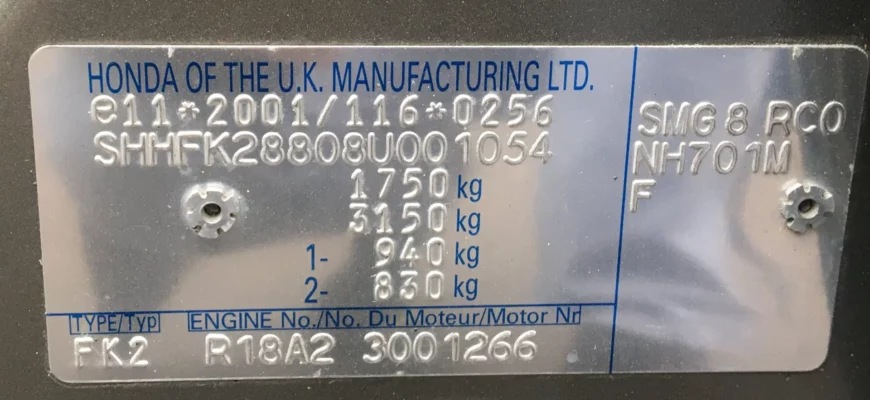 HONDA OF THE U.K. MANUFACTURING LTD.
e11*2001/116*0256
SHHFK28808U001054
1750 kg
3150 kg
1- 940 kg
2- 830 kg
TYPE/Typ ENGINE No./No. Du Moteur/Motor Nr
FK2 R18A2 3001266
SMG 8 RC0
NH701M
F